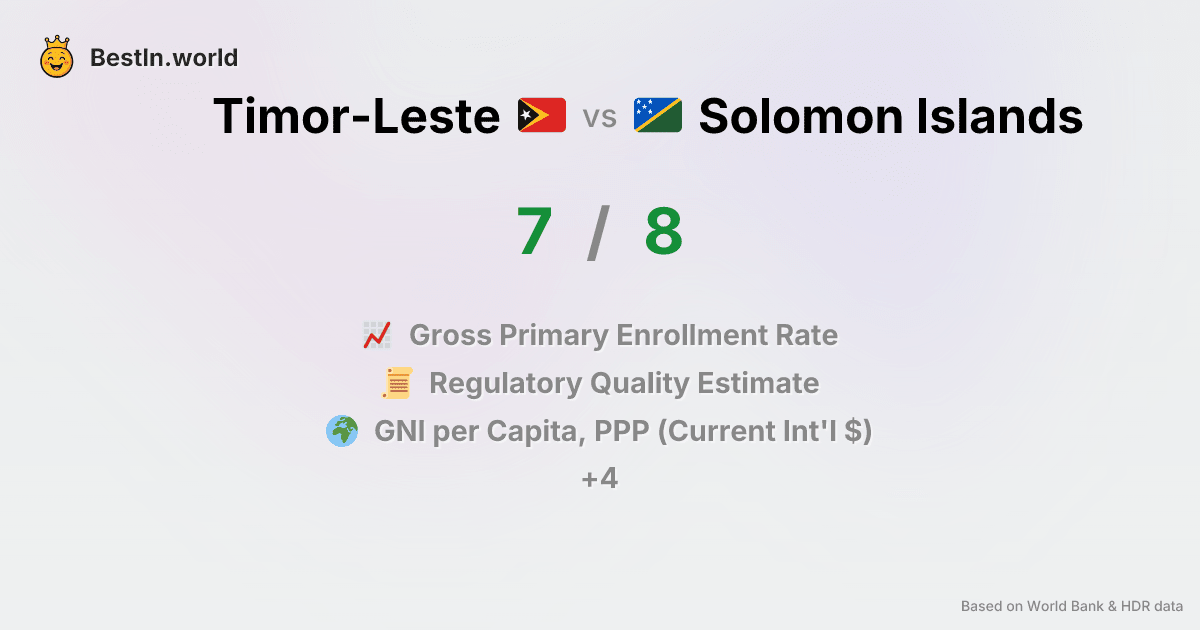 BestIn.world
Timor-Leste vs Solomon Islands
7 / 8
Gross Primary Enrollment Rate
Regulatory Quality Estimate
GNI per Capita, PPP (Current Int'l $)
+4
Based on World Bank & HDR data